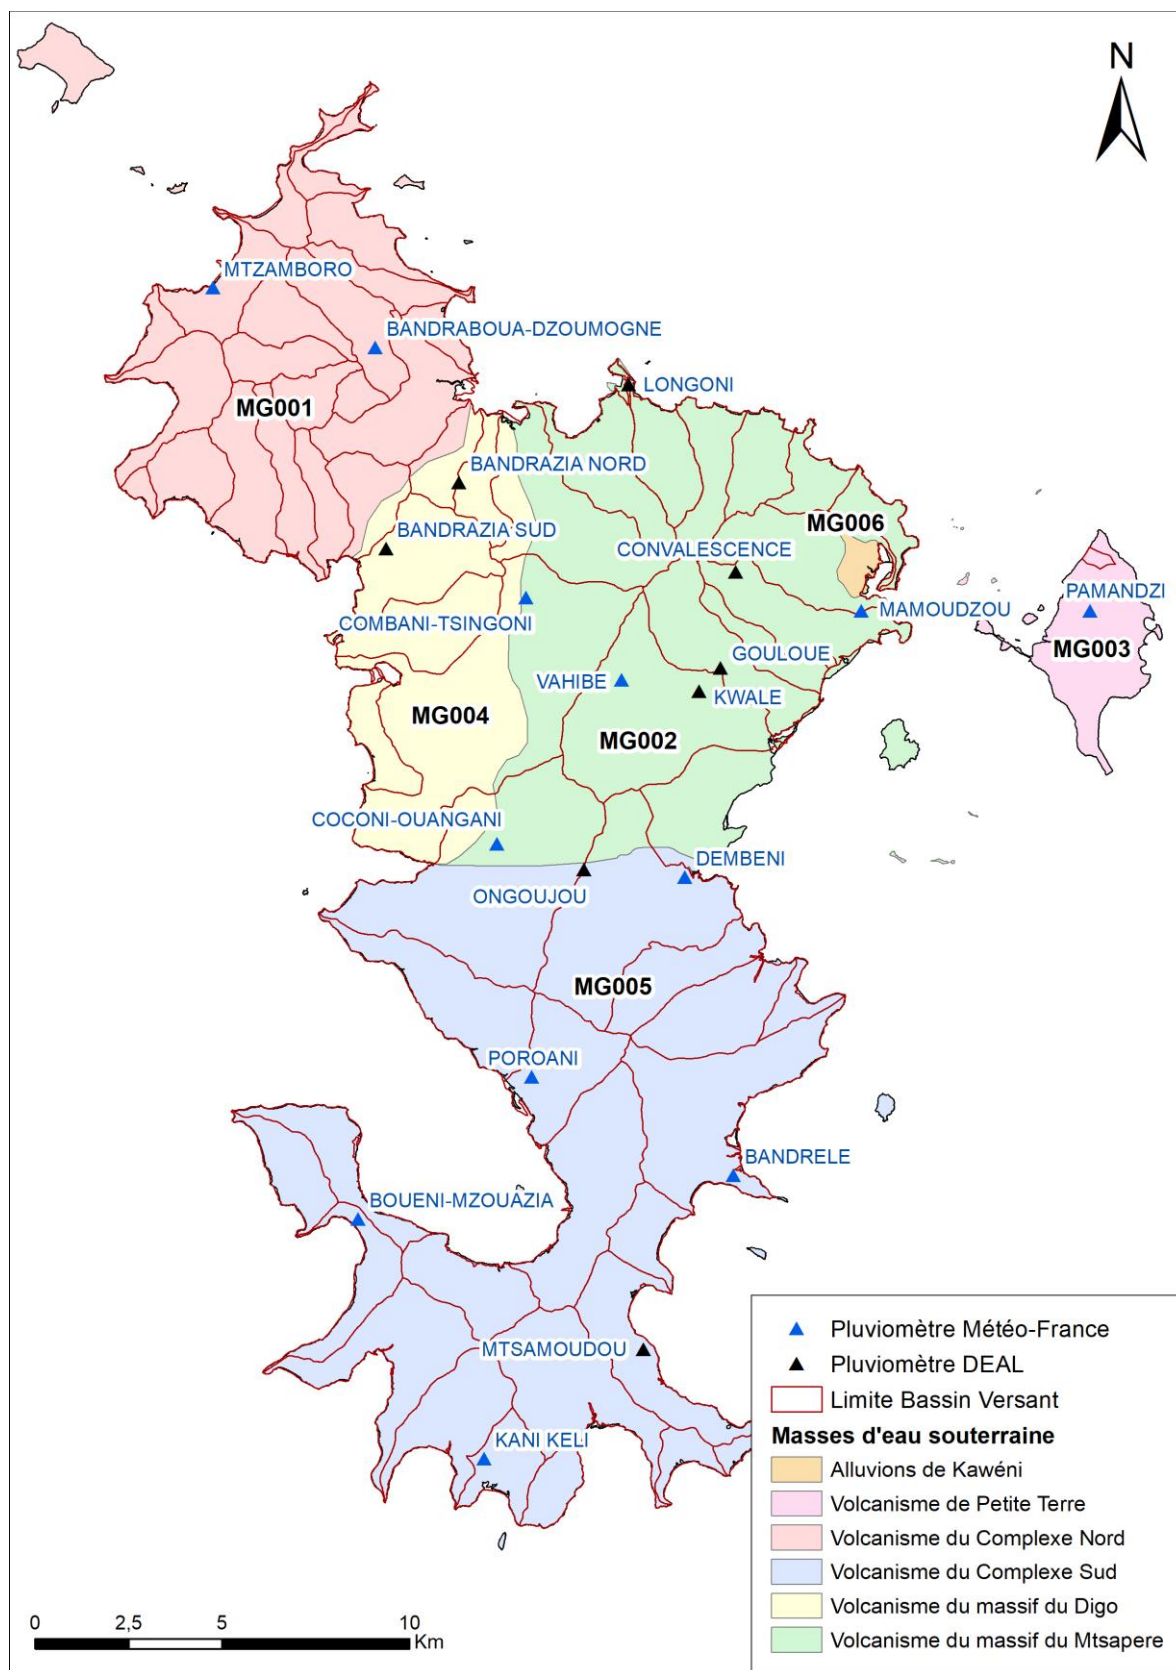 N
MTZAMBORO
BANDRABOUA-DZOUMOGNE
LONGONI
MG001
BANDRAZIA NORD
MG006
BANDRAZIA SUD
CONVALESCENCE
PAMANDZI
COMBANI-TSINGONI
MAMOUDZOU
MG003
GOULOUE
VAHIBE
KWALE
MG004
MG002
COCONI-OUANGANI
DEMBENI
ONGOUJOU
MG005
POROANI
BANDRELE
BOUENI-MZOUAZIA
MTSAMOUDOU
KANI KELI
Pluviomètre Météo-France
Pluviomètre DEAL
Limite Bassin Versant
Masses d'eau souterraine
Alluvions de Kawéni
Volcanisme de Petite Terre
Volcanisme du Complexe Nord
Volcanisme du Complexe Sud
Volcanisme du massif du Digo
Volcanisme du massif du Mtsapere
0 2,5 5 10
Km